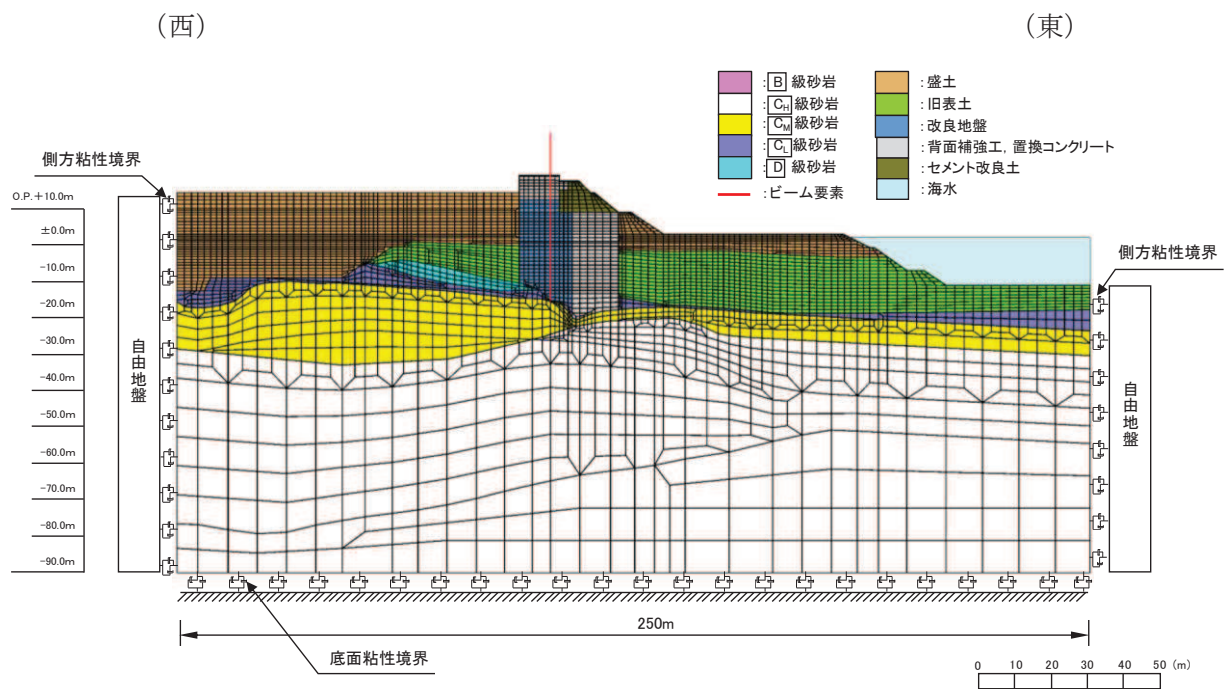 (西)
(東)
:B級砂岩
:CH級砂岩
:CM級砂岩
:CL級砂岩
:D級砂岩
:ビーム要素
:盛土
:旧表土
:改良地盤
:背面補強工,置換コンクリート
:セメント改良土
:海水
側方粘性境界
O.P.+10.0m
±0.0m
-10.0m
-20.0m
-30.0m
-40.0m
-50.0m
-60.0m
-70.0m
-80.0m
-90.0m
自由地盤
側方粘性境界
自由地盤
250m
底面粘性境界
0 10 20 30 40 50 (m)